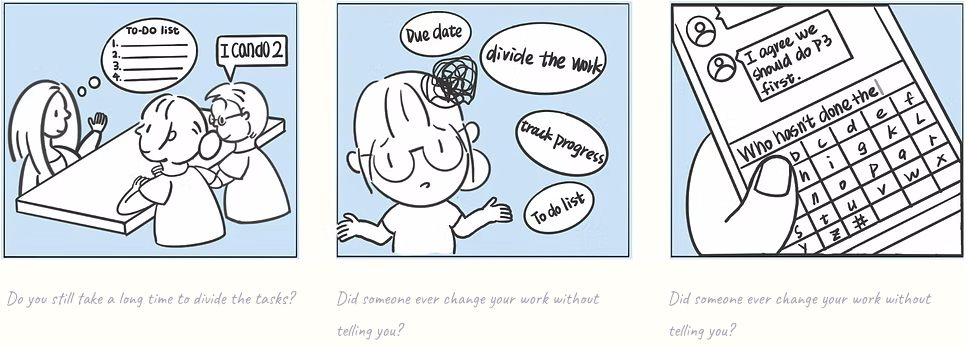 To-Do list
1.
2.
3.
4.
I can do 2
Due date
divide the work
track progress
To do list
I agree we
should do P3
first.
Who hasn't done the
b c d e f
h i g k L
n o p q r
s t u v w x
y z #
Do you still take a long time to divide the tasks?
Did someone ever change your work without
telling you?
Did someone ever change your work without
telling you?